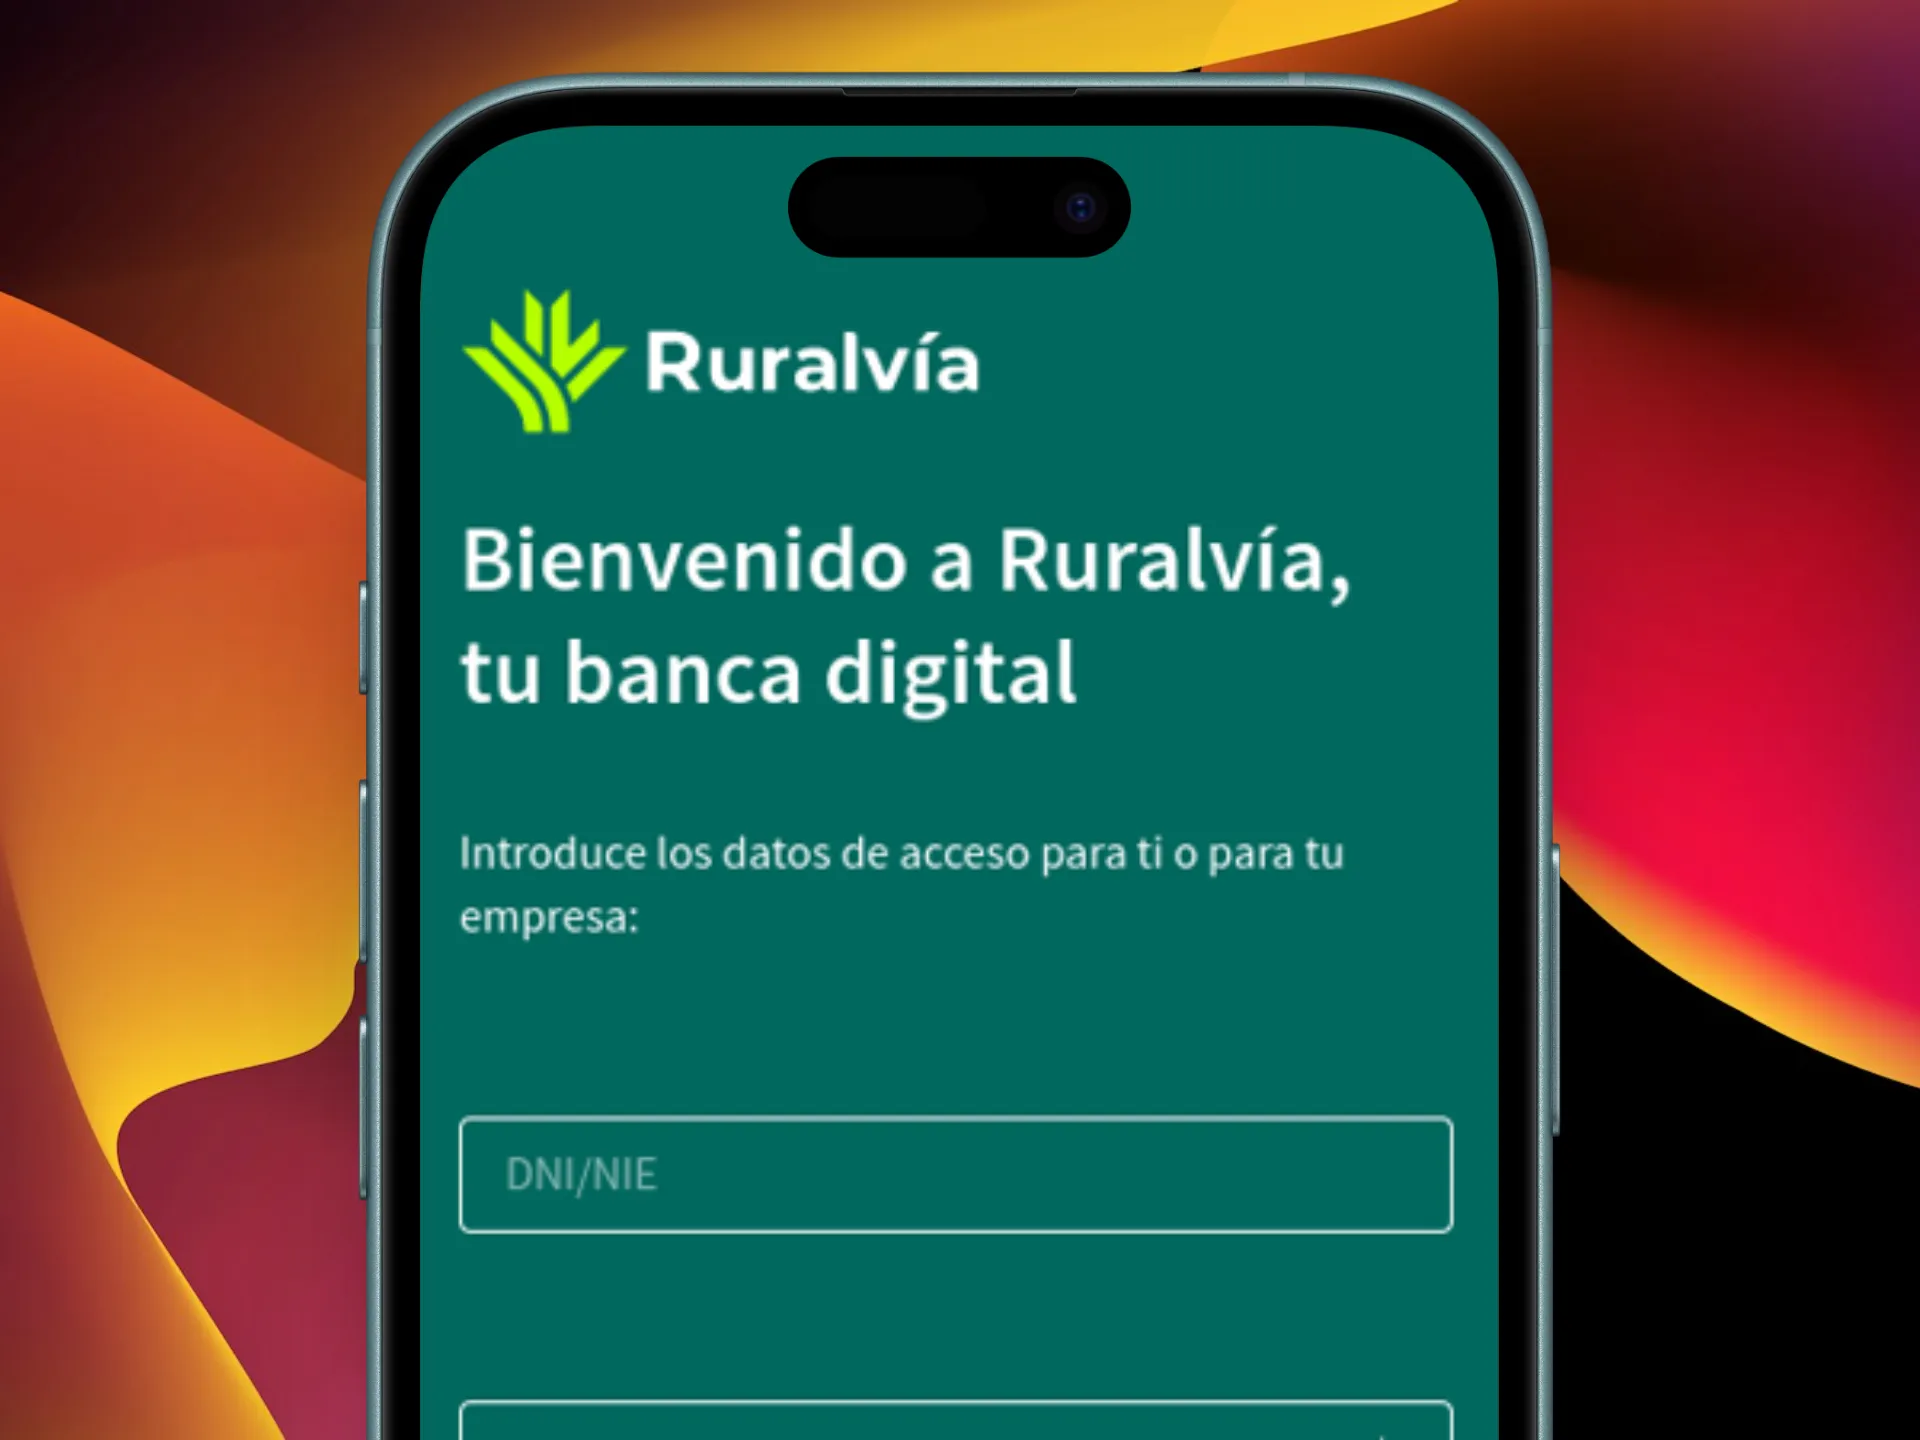 Ruralvía
Bienvenido a Ruralvía,
tu banca digital
Introduce los datos de acceso para ti o para tu
empresa:
DNI/NIE